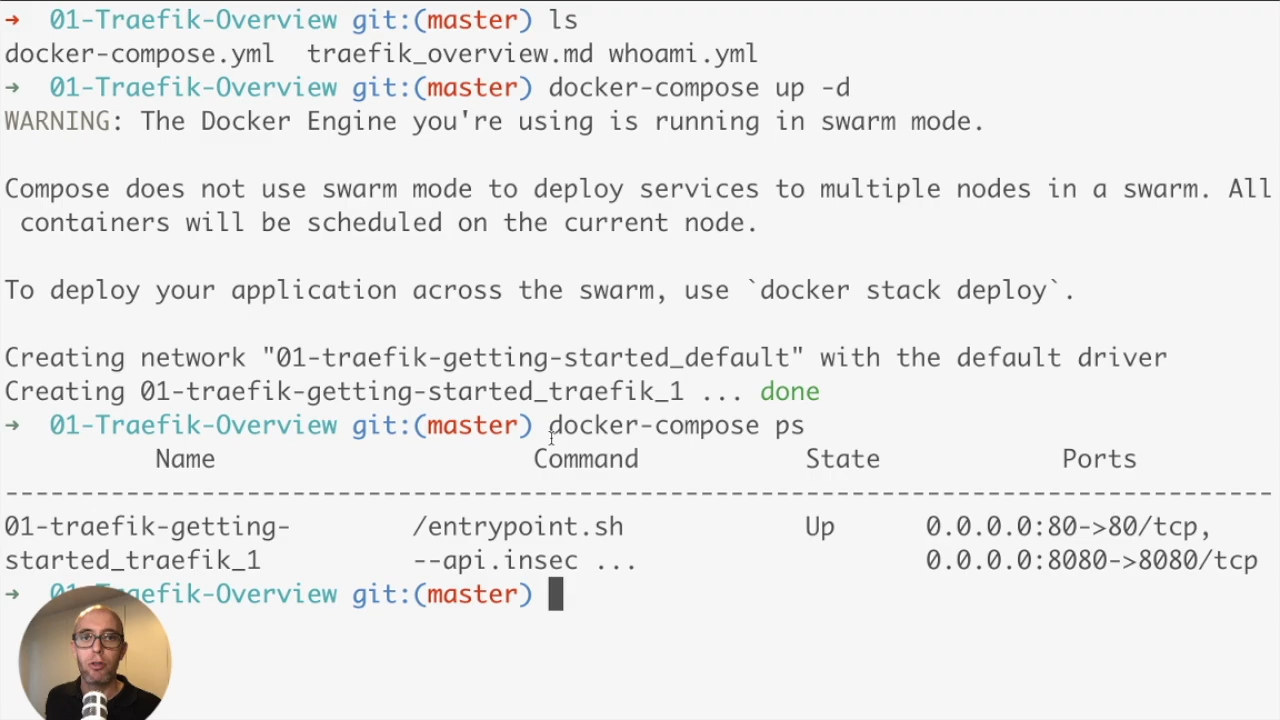 → 01-Traefik-Overview git:(master) ls
docker-compose.yml traefik_overview.md whoami.yml
→ 01-Traefik-Overview git:(master) docker-compose up -d
WARNING: The Docker Engine you're using is running in swarm mode.
Compose does not use swarm mode to deploy services to multiple nodes in a swarm. All
containers will be scheduled on the current node.
To deploy your application across the swarm, use `docker stack deploy`.
Creating network "01-traefik-getting-started_default" with the default driver
Creating 01-traefik-getting-started_traefik_1 ... done
→ 01-Traefik-Overview git:(master) docker-compose ps
Name Command State Ports
--------------------------------------------------------------------------------
01-traefik-getting- /entrypoint.sh Up 0.0.0.0:80->80/tcp,
started_traefik_1 --api.insec ... 0.0.0.0:8080->8080/tcp
→ 01-Traefik-Overview git:(master)